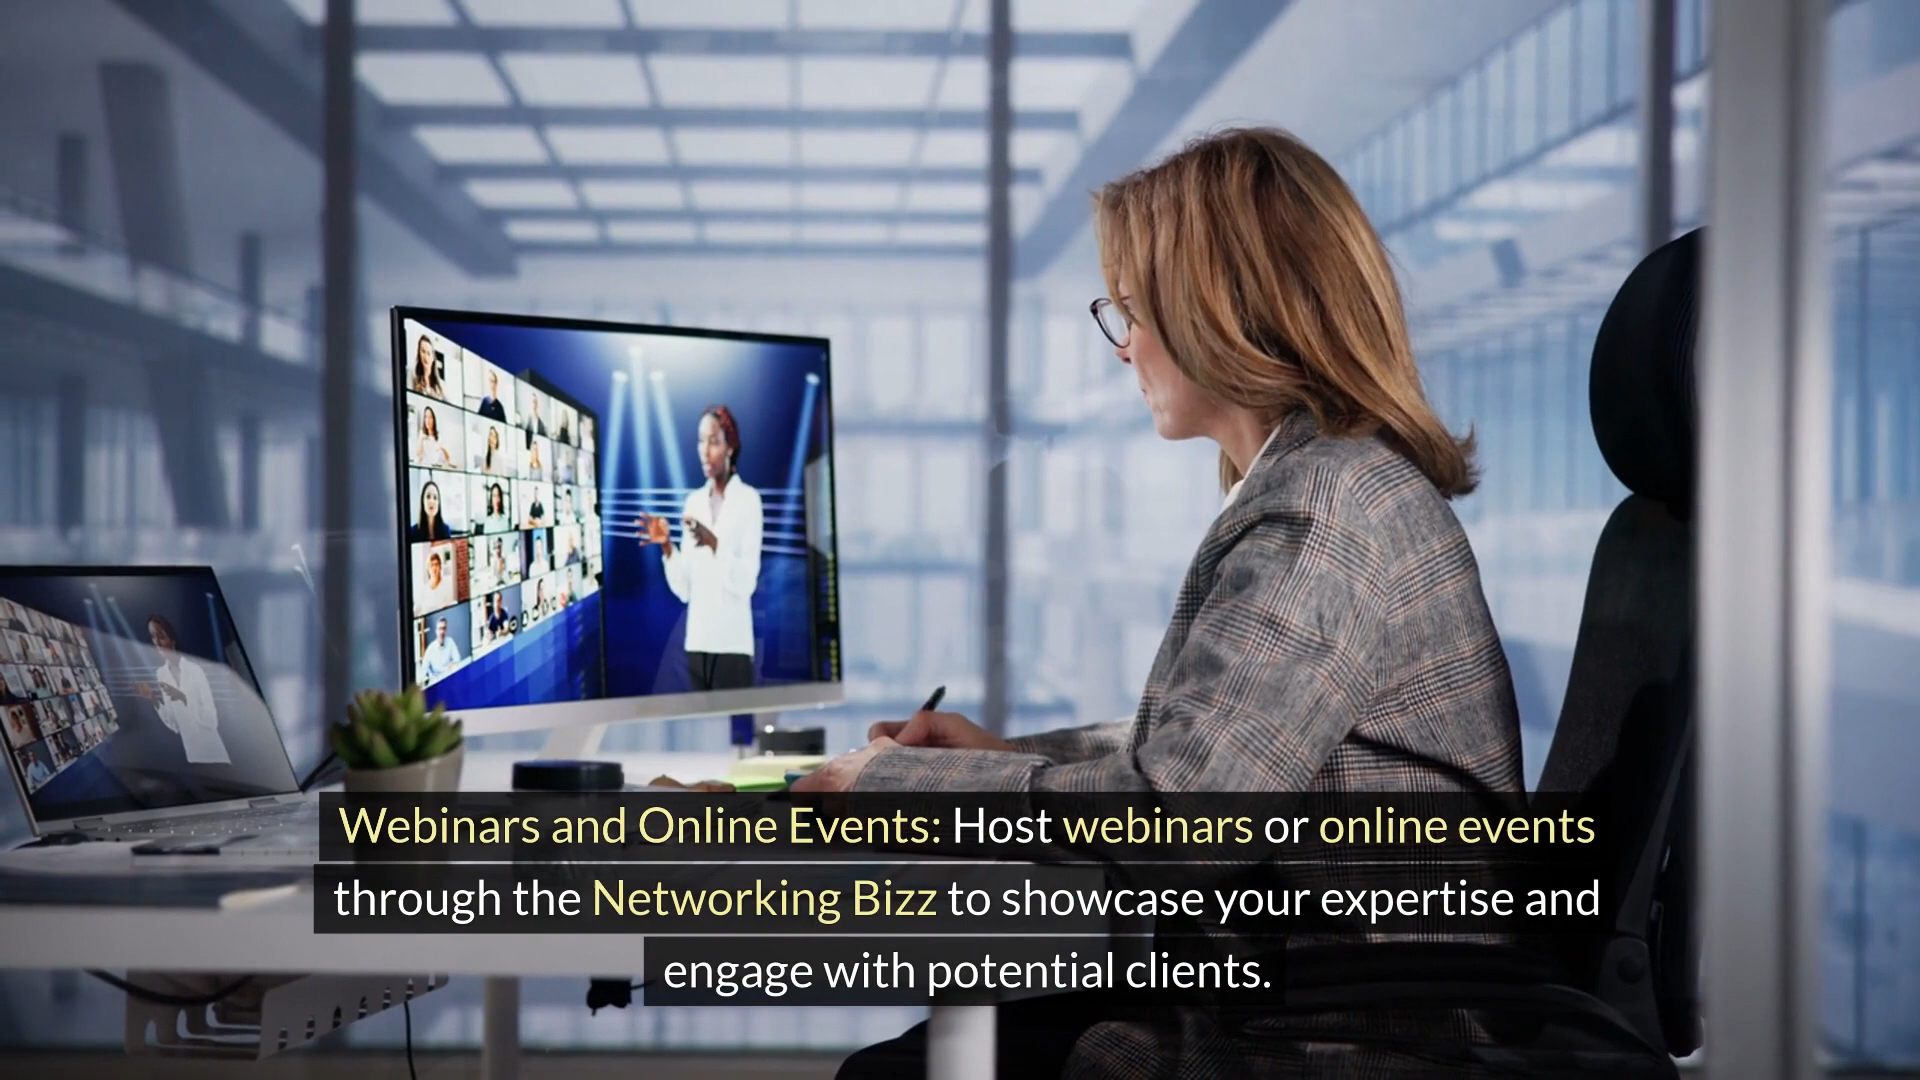 Webinars and Online Events: Host webinars or online events
through the Networking Bizz to showcase your expertise and
engage with potential clients.